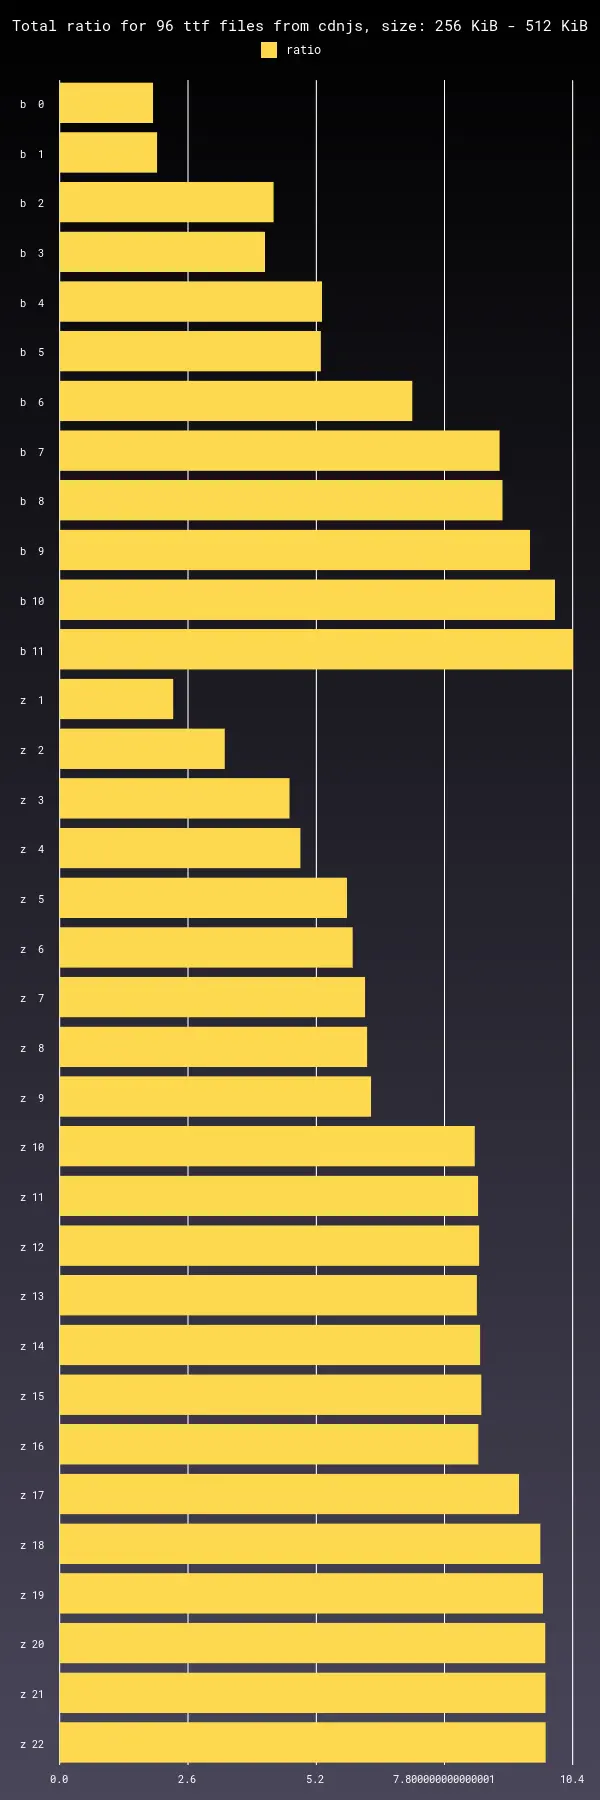 Total ratio for 96 ttf files from cdnjs, size: 256 KiB - 512 KiB
ratio
b  0
b  1
b  2
b  3
b  4
b  5
b  6
b  7
b  8
b  9
b 10
b 11
z  1
z  2
z  3
z  4
z  5
z  6
z  7
z  8
z  9
z 10
z 11
z 12
z 13
z 14
z 15
z 16
z 17
z 18
z 19
z 20
z 21
z 22
0.0 2.6 5.2 7.800000000000001 10.4